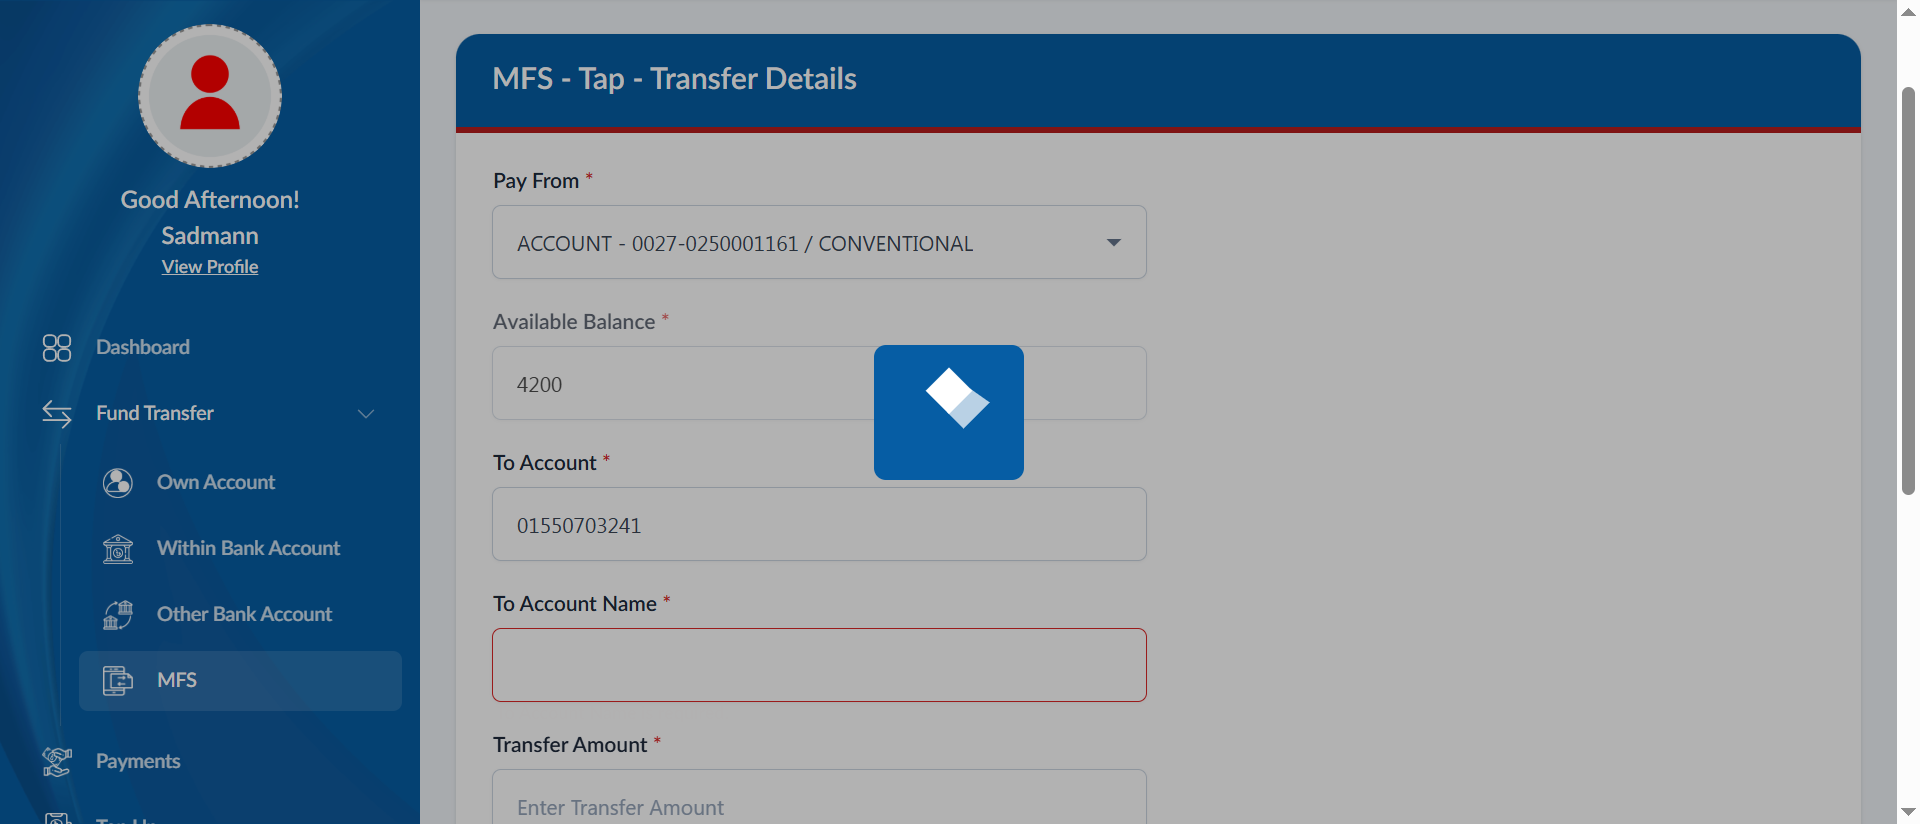 Good Afternoon!
Sadmann
View Profile
Dashboard
Fund Transfer
Own Account
Within Bank Account
Other Bank Account
MFS
Payments
MFS - Tap - Transfer Details
Pay From *
ACCOUNT - 0027-0250001161 / CONVENTIONAL
Available Balance *
4200
To Account *
01550703241
To Account Name *
Transfer Amount *
Enter Transfer Amount